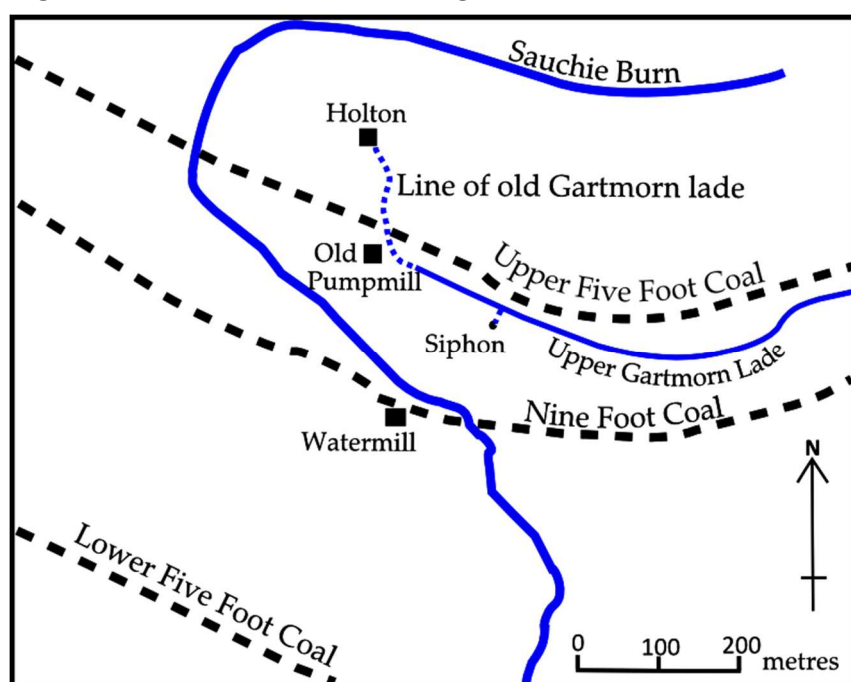 Sauchie Burn
Holton
Line of old Gartmorn lade
Old
Pumpmill
Upper Five Foot Coal
Siphon
Upper Gartmorn Lade
Nine Foot Coal
Watermill
N
Lower Five Foot Coal
0 100 200 metres